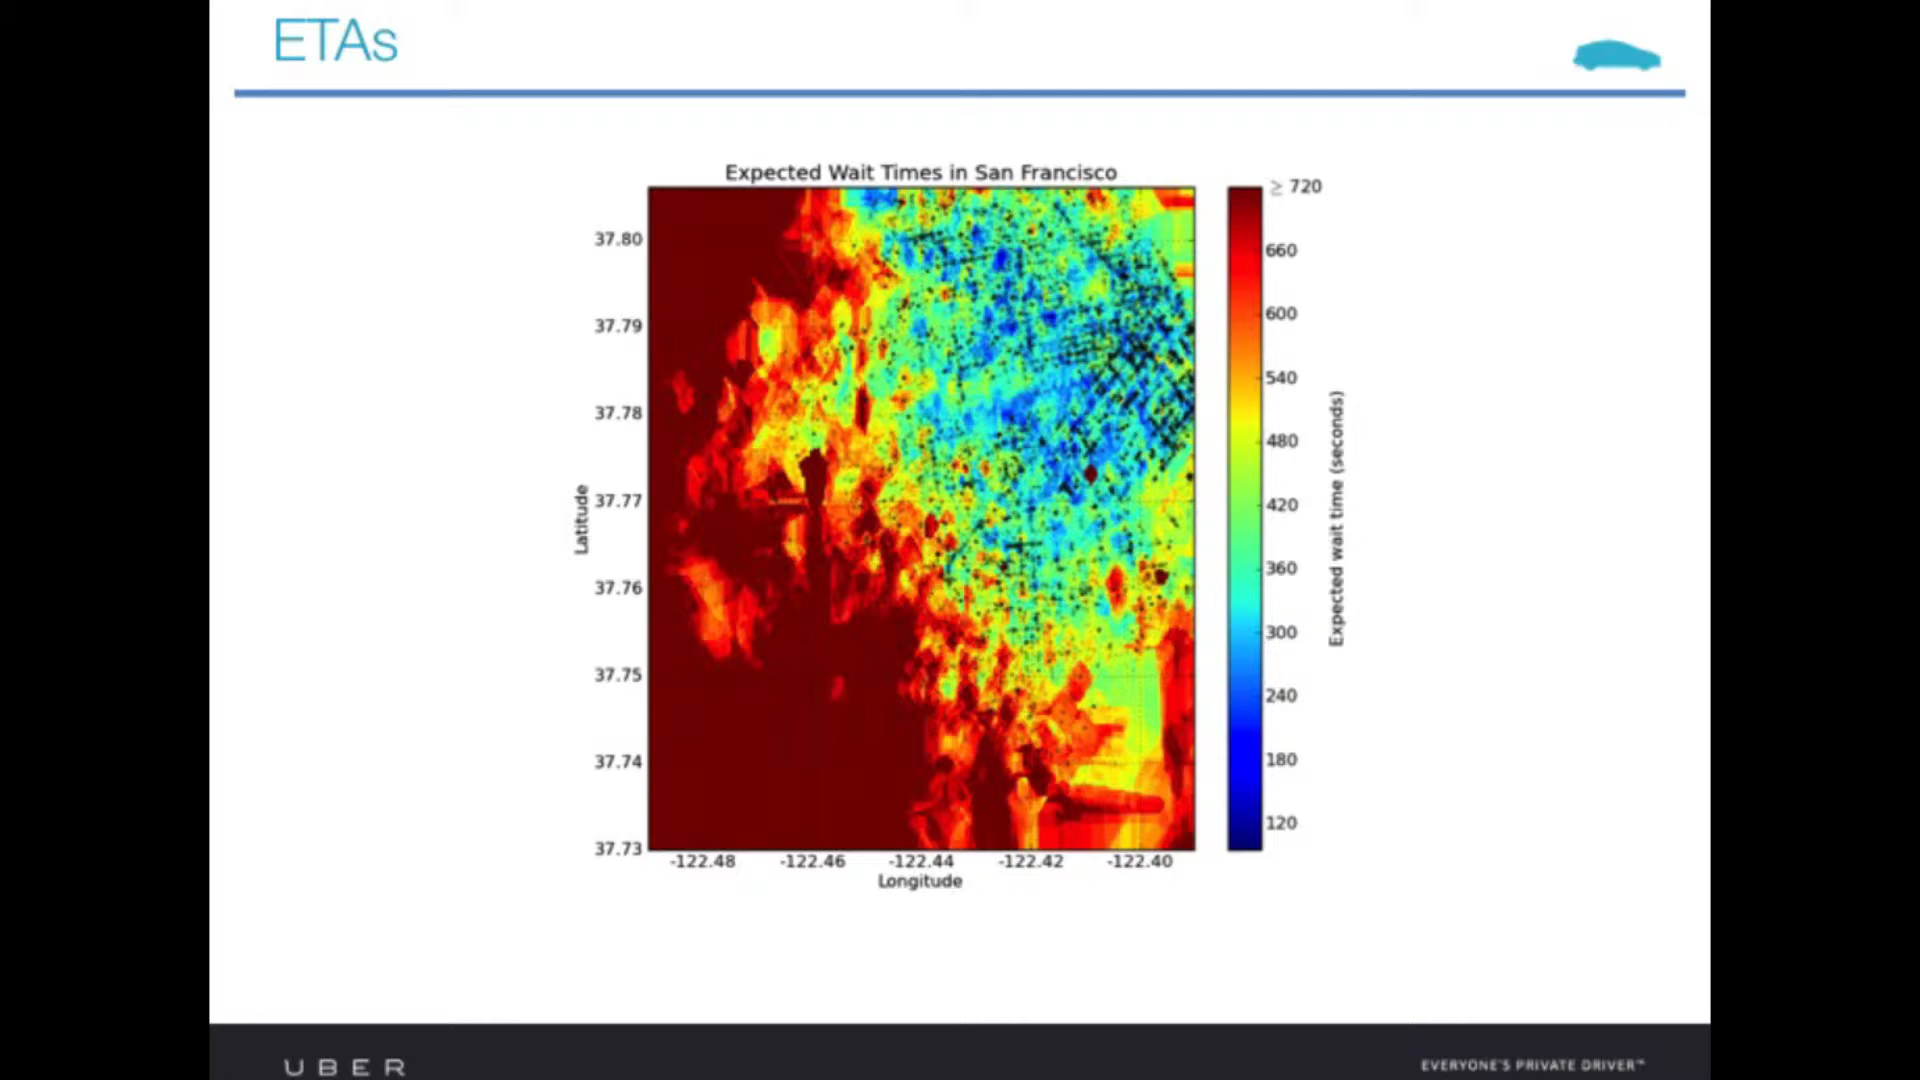 ETAs
Expected Wait Times in San Francisco
≥ 720
660
600
540
480
420
360
300
240
180
120
Expected wait time (seconds)
37.80
37.79
37.78
37.77
37.76
37.75
37.74
37.73
Latitude
-122.48 -122.46 -122.44 -122.42 -122.40
Longitude
UBER
EVERYONE'S PRIVATE DRIVER™